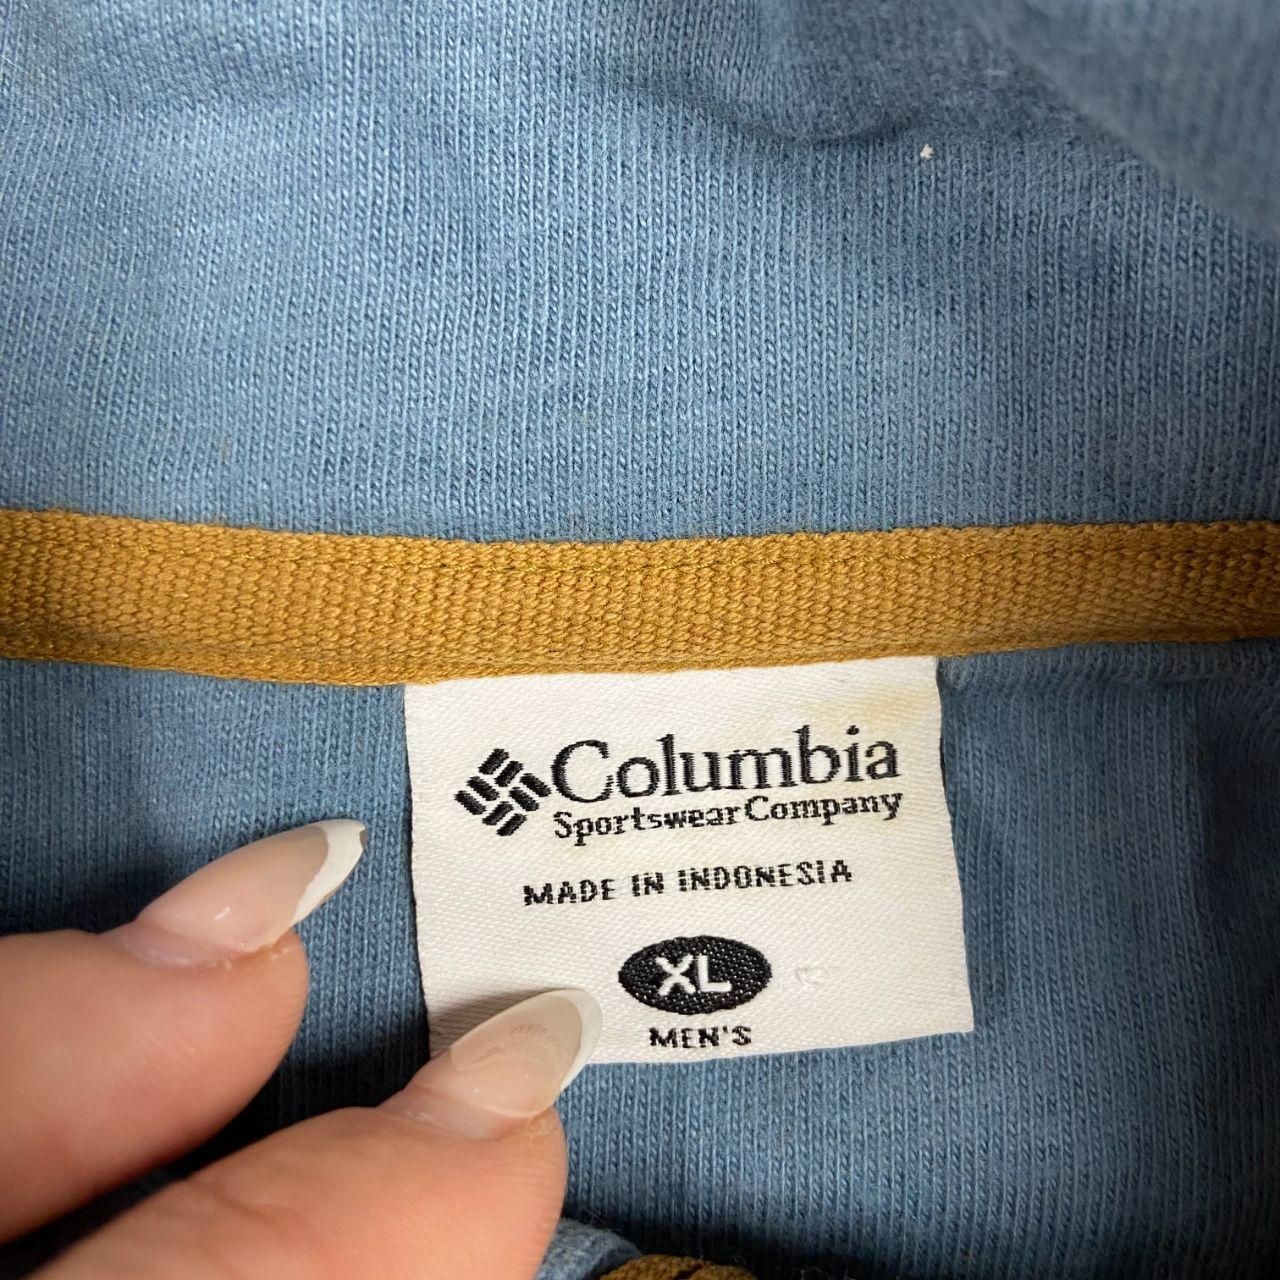 Columbia
Sportswear Company
MADE IN INDONESIA
XL
MEN'S